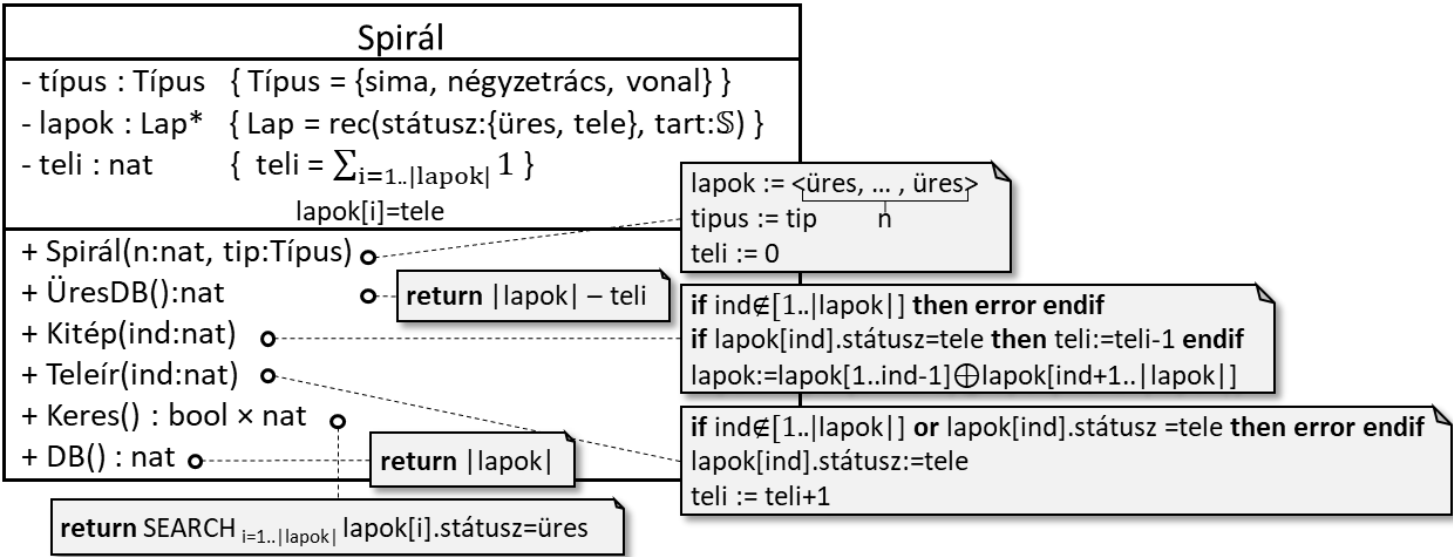 Spirál
- típus : Típus { Típus = {sima, négyzetrács, vonal} }
- lapok : Lap* { Lap = rec(státusz:{üres, tele}, tart:𝕊) }
- teli : nat { teli = ∑i=1..|lapok| 1 }
lapok[i]=tele
+ Spirál(n:nat, tip:Típus)
+ ÜresDB():nat
+ Kitép(ind:nat)
+ Teleír(ind:nat)
+ Keres() : bool × nat
+ DB() : nat
lapok := <üres, ... , üres>
tipus := tip n
teli := 0
return |lapok| – teli
if ind∉[1..|lapok|] then error endif
if lapok[ind].státusz=tele then teli:=teli-1 endif
lapok:=lapok[1..ind-1]⊕lapok[ind+1..|lapok|]
if ind∉[1..|lapok|] or lapok[ind].státusz =tele then error endif
lapok[ind].státusz:=tele
teli := teli+1
return |lapok|
return SEARCH i=1..|lapok| lapok[i].státusz=üres